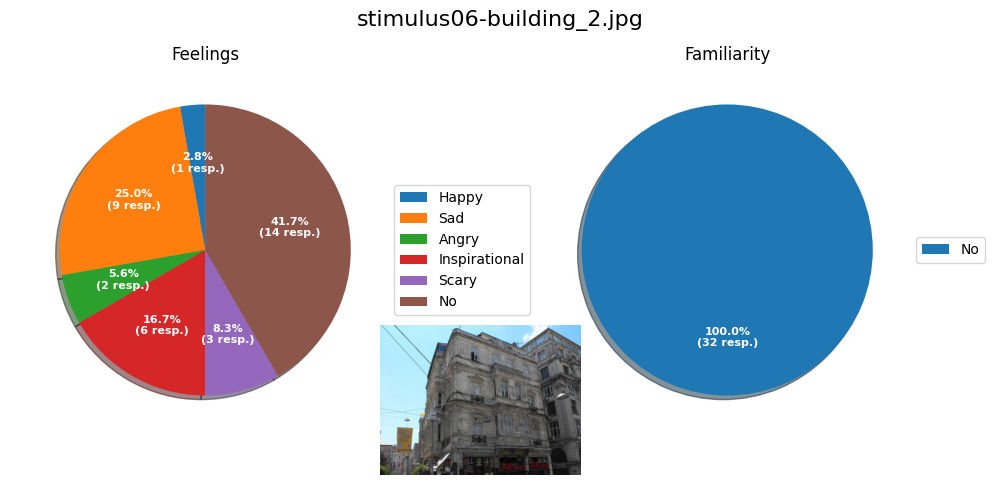 stimulus06-building_2.jpg
Feelings
Familiarity
2.8%
(1 resp.)
25.0%
(9 resp.)
5.6%
(2 resp.)
16.7%
(6 resp.)
8.3%
(3 resp.)
41.7%
(14 resp.)
Happy
Sad
Angry
Inspirational
Scary
No
100.0%
(32 resp.)
No